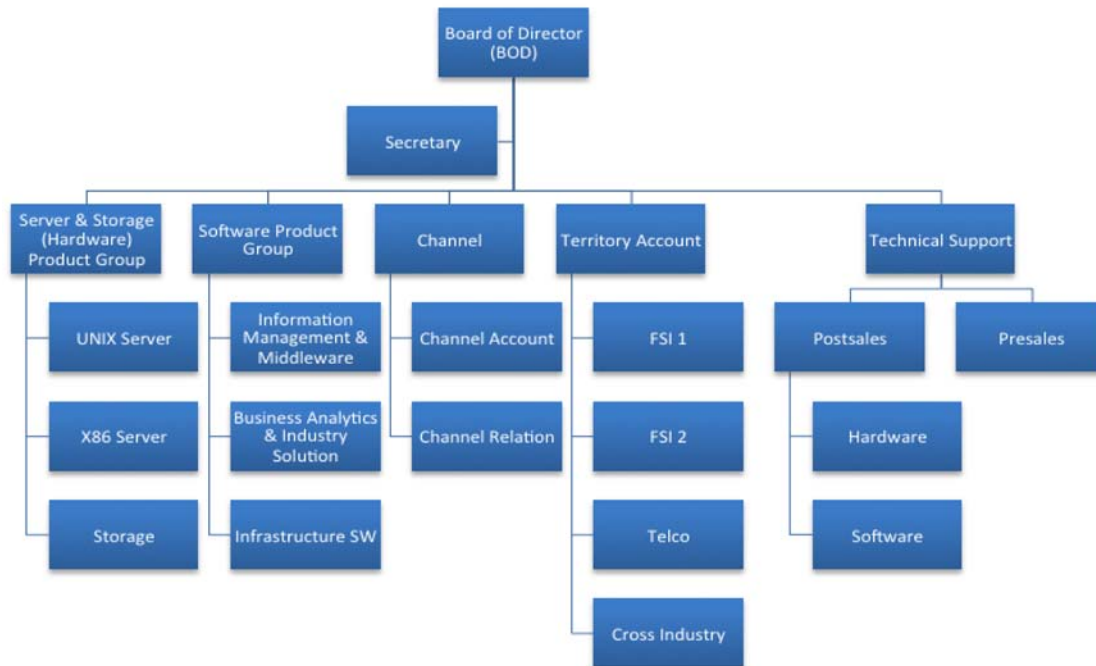 Board of Director
(BOD)
Secretary
Server & Storage
(Hardware)
Product Group
Software Product
Group
Channel
Territory Account
Technical Support
UNIX Server
Information
Management &
Middleware
Channel Account
FSI 1
Postsales
Presales
X86 Server
Business Analytics
& Industry
Solution
Channel Relation
FSI 2
Hardware
Storage
Infrastructure SW
Telco
Software
Cross Industry